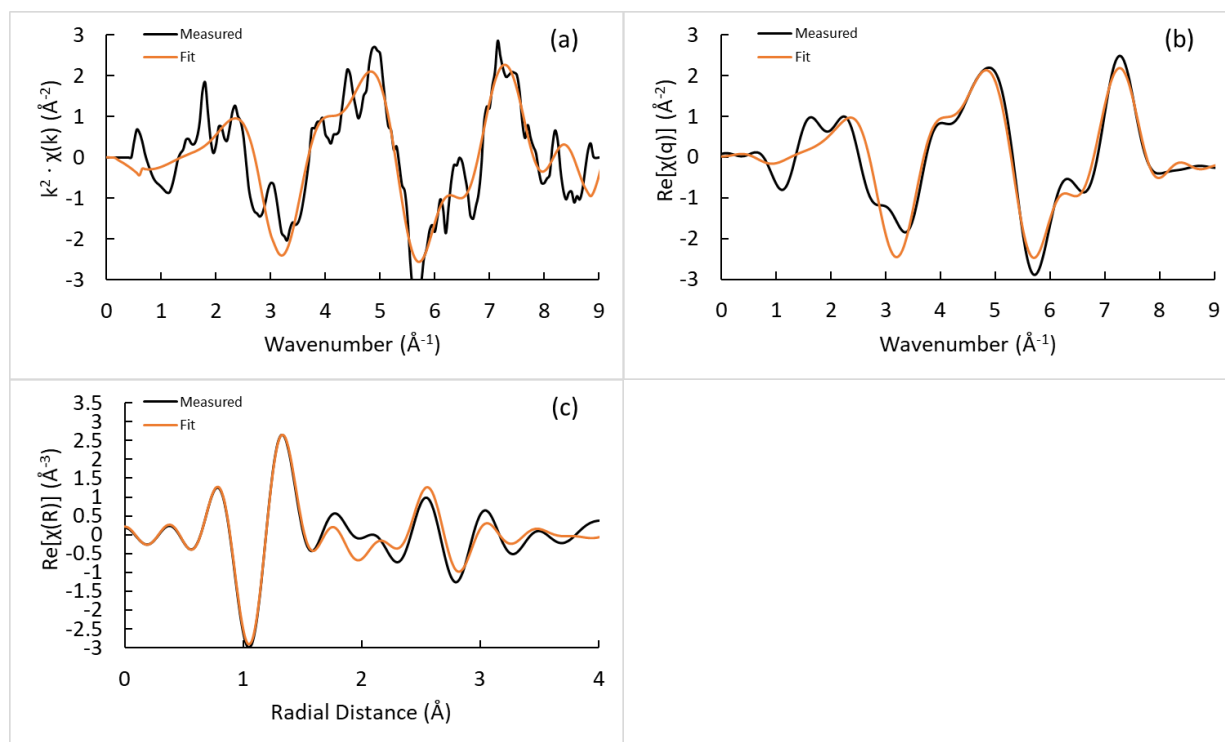 (a)
Measured
Fit
k² · χ(k) (Å⁻²)
3
2
1
0
-1
-2
-3
0 1 2 3 4 5 6 7 8 9
Wavenumber (Å⁻¹)
(b)
Measured
Fit
Re[χ(q)] (Å⁻²)
3
2
1
0
-1
-2
-3
0 1 2 3 4 5 6 7 8 9
Wavenumber (Å⁻¹)
(c)
Measured
Fit
Re[χ(R)] (Å⁻³)
3.5
3
2.5
2
1.5
1
0.5
0
-0.5
-1
-1.5
-2
-2.5
-3
0 1 2 3 4
Radial Distance (Å)